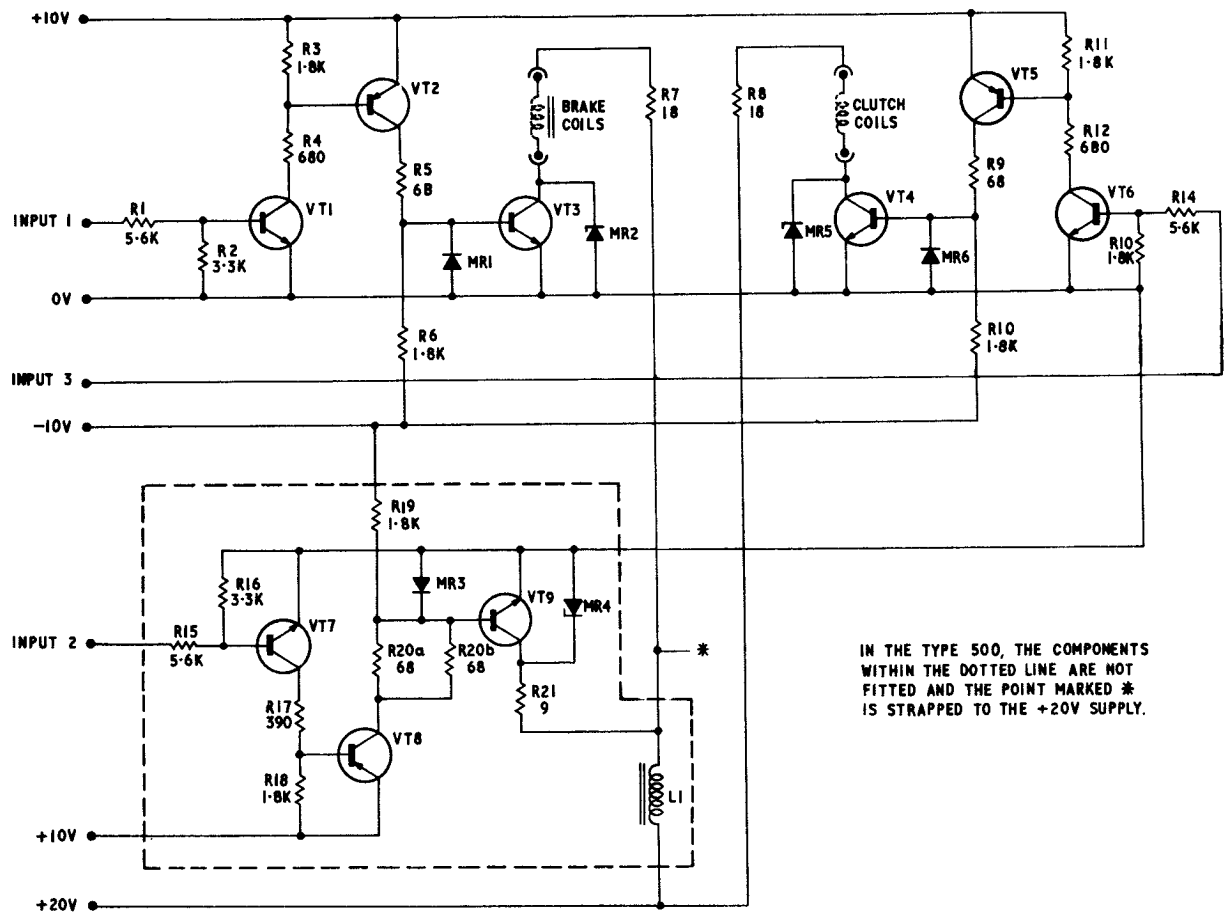 +10V
R3
1·8K
R4
680
VT2
R5
6B
INPUT 1
R1
5·6K
R2
3·3K
VT1
BRAKE
COILS
R7
18
R8
18
CLUTCH
COILS
VT3
MR1
MR2
MR5
VT4
MR6
VT5
R9
68
R11
1·8K
R12
680
VT6
R14
5·6K
R10
1·8K
0V
R6
1·8K
R10
1·8K
INPUT 3
-10V
R19
1·8K
R16
3·3K
INPUT 2
R15
5·6K
VT7
MR3
VT9
MR4
R20a
68
R20b
68
R17
390
VT8
R21
9
R18
1·8K
L1
*
+10V
+20V
IN THE TYPE 500, THE COMPONENTS
WITHIN THE DOTTED LINE ARE NOT
FITTED AND THE POINT MARKED *
IS STRAPPED TO THE +20V SUPPLY.